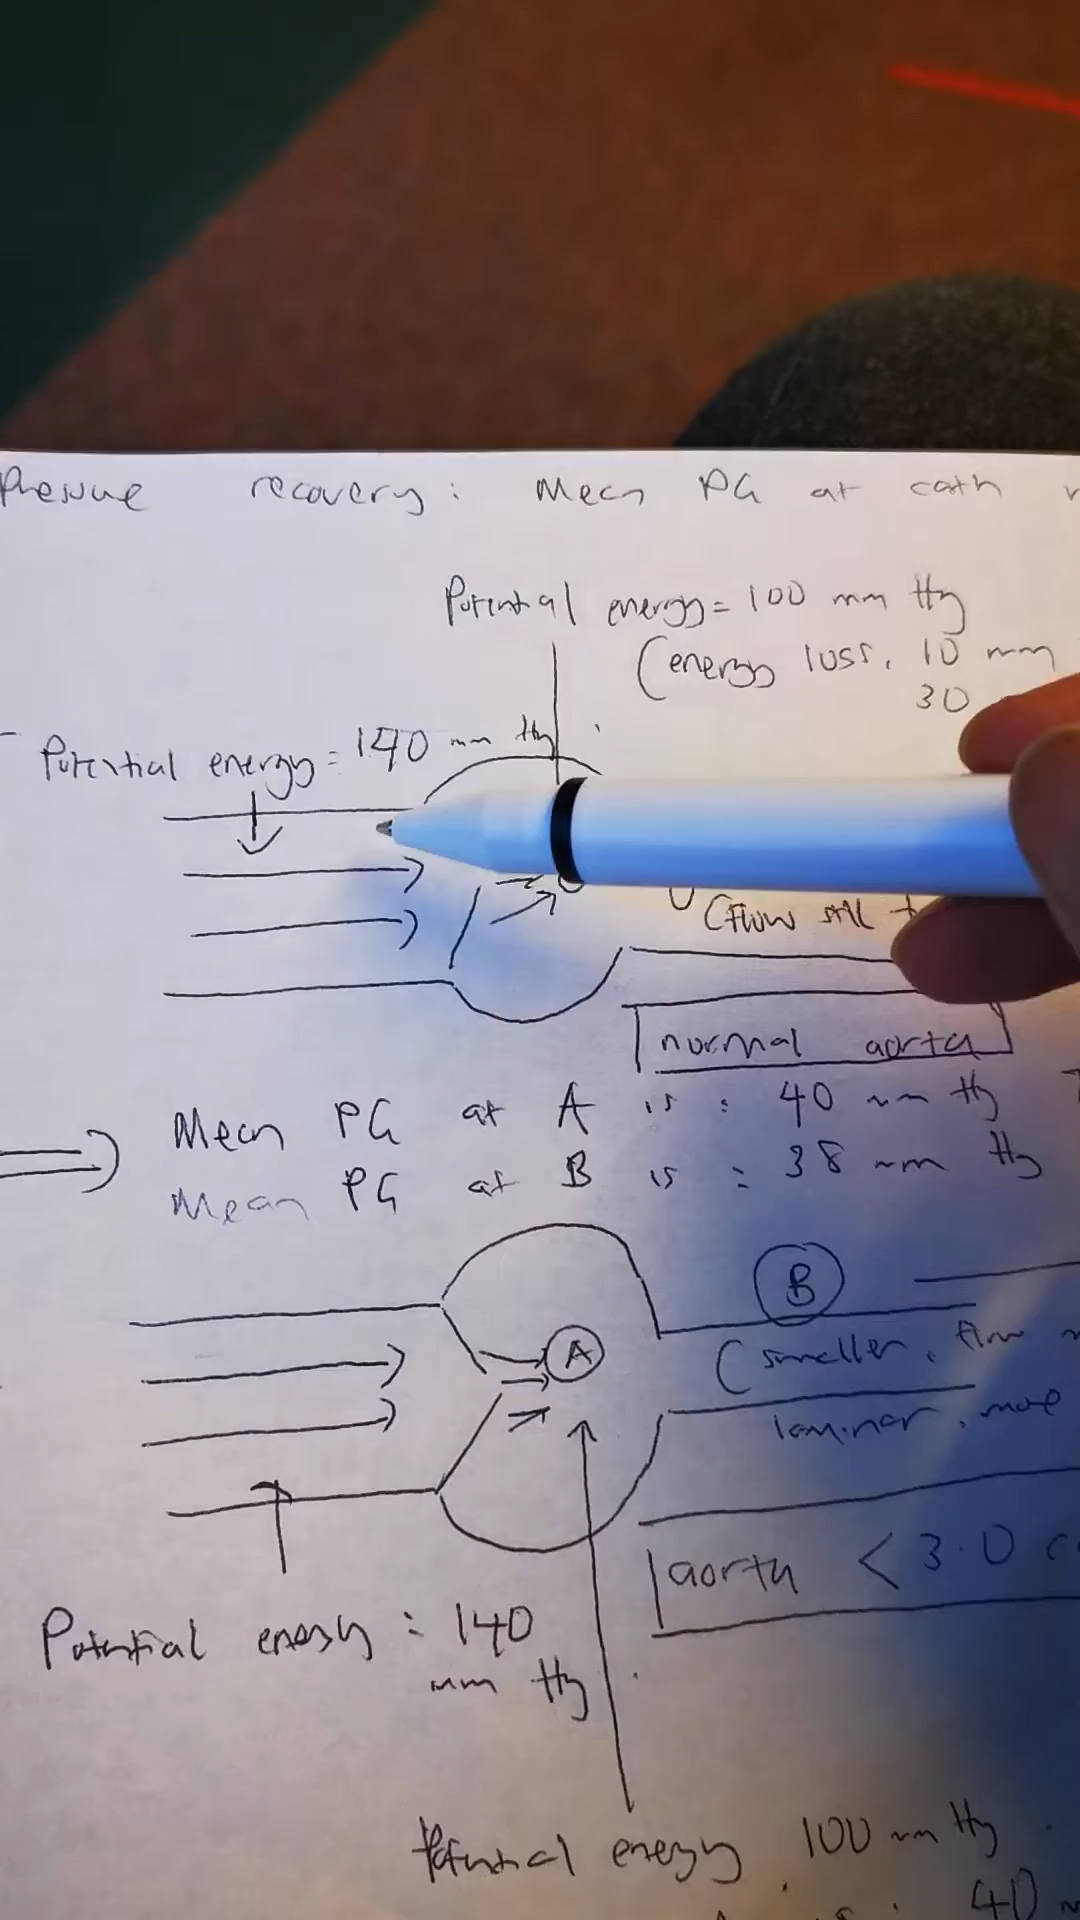 Pressure recovery: Mean PG at cath
Potential energy = 100 mm Hg
(energy loss, 10 mm
30
Potential energy = 140 mm Hg
(Flow still
normal aorta
Mean PG at A is : 40 mm Hg
Mean PG at B is : 38 mm Hg
B
A
(smaller, flow
laminar, more
aorta < 3.0
Potential energy : 140
mm Hg
Potential energy 100 mm Hg
40